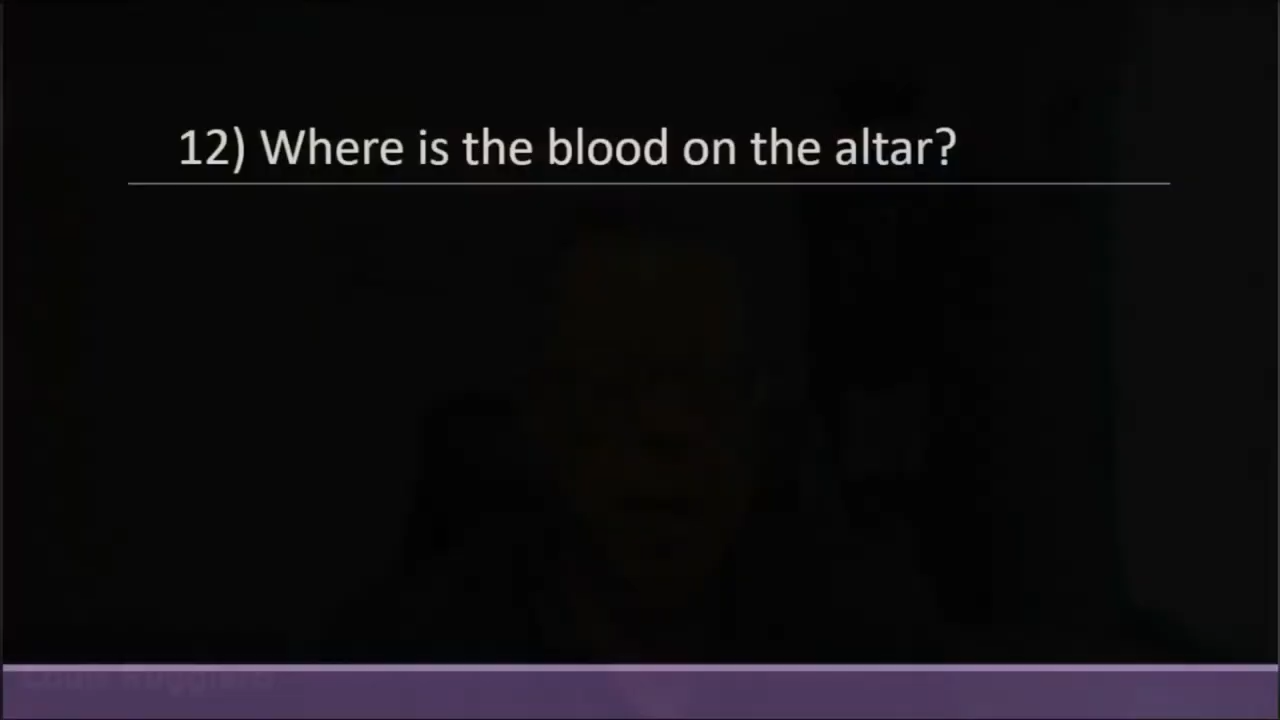 12) Where is the blood on the altar?